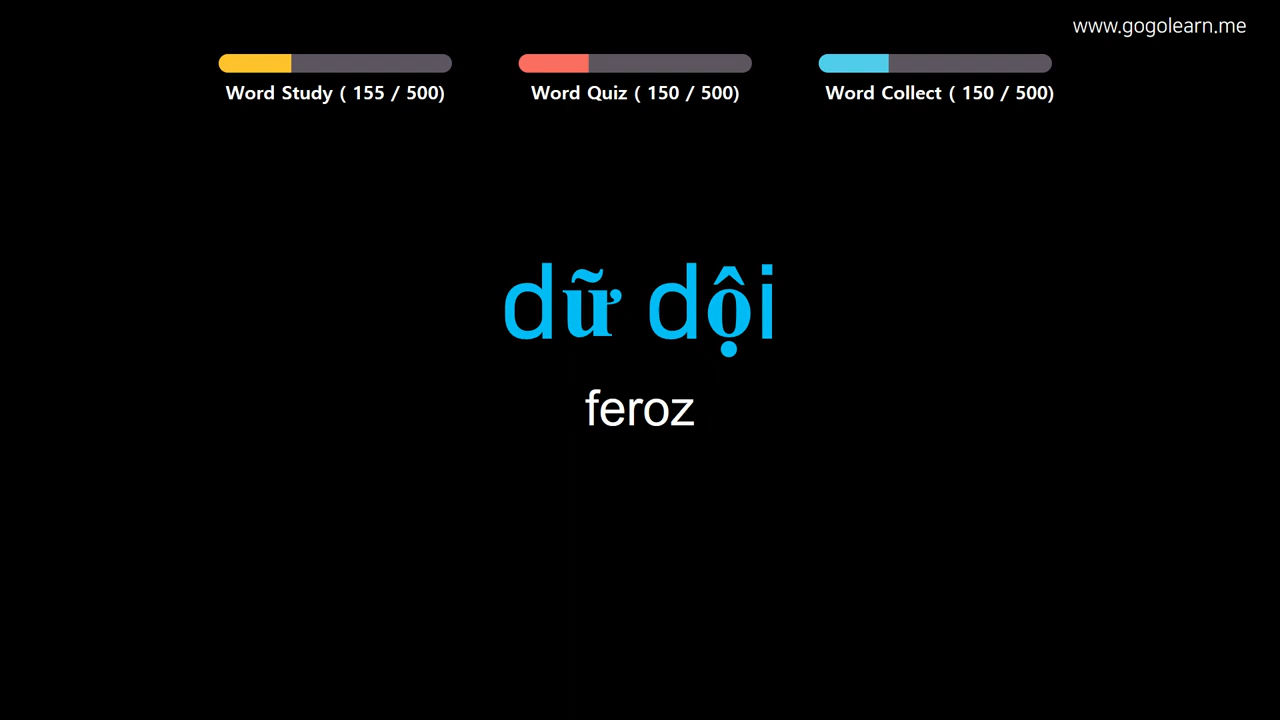 www.gogolearn.me
Word Study ( 155 / 500)
Word Quiz ( 150 / 500)
Word Collect ( 150 / 500)
dữ dội
feroz